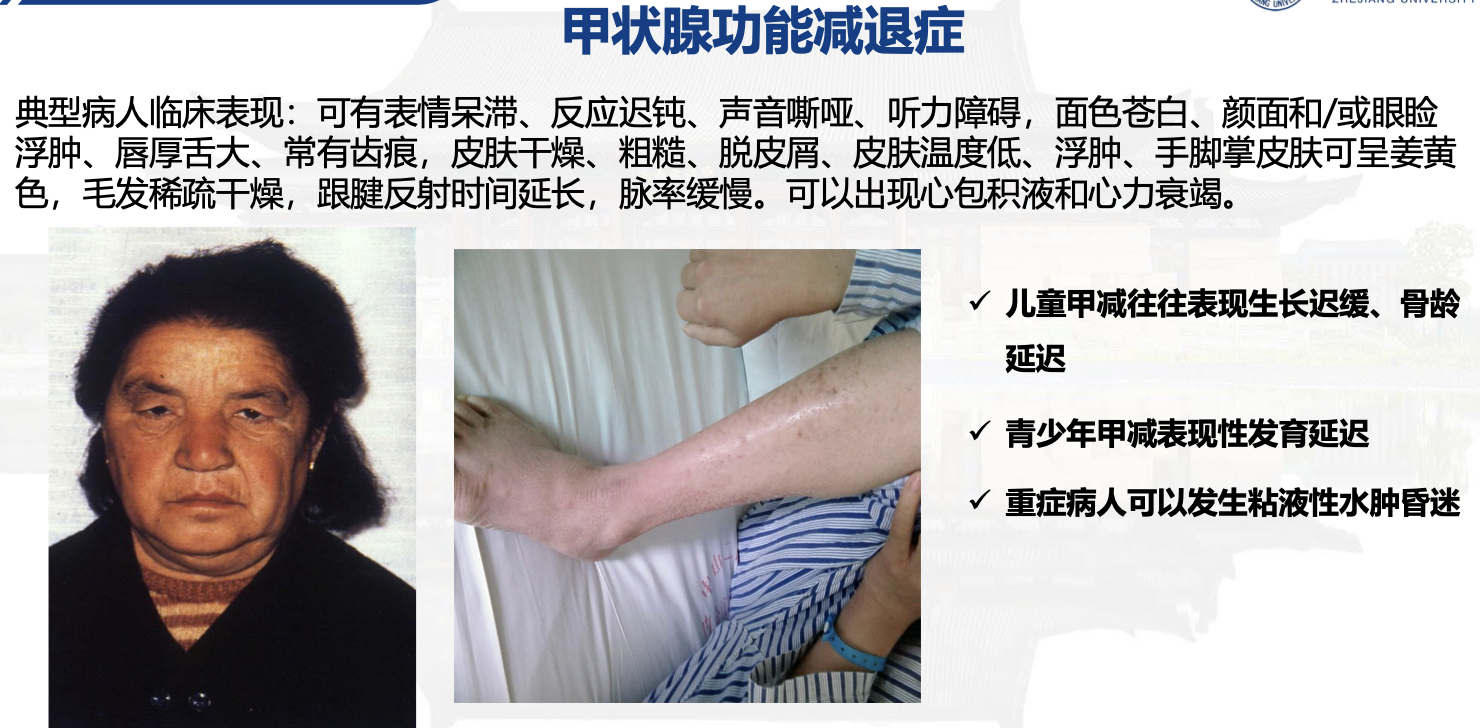 ZHEJIANG UNIVERSITY
甲状腺功能减退症
典型病人临床表现：可有表情呆滞、反应迟钝、声音嘶哑、听力障碍，面色苍白、颜面和/或眼睑
浮肿、唇厚舌大、常有齿痕，皮肤干燥、粗糙、脱皮屑、皮肤温度低、浮肿、手脚掌皮肤可呈姜黄
色，毛发稀疏干燥，跟腱反射时间延长，脉率缓慢。可以出现心包积液和心力衰竭。
✓ 儿童甲减往往表现生长迟缓、骨龄
延迟
✓ 青少年甲减表现性发育延迟
✓ 重症病人可以发生粘液性水肿昏迷